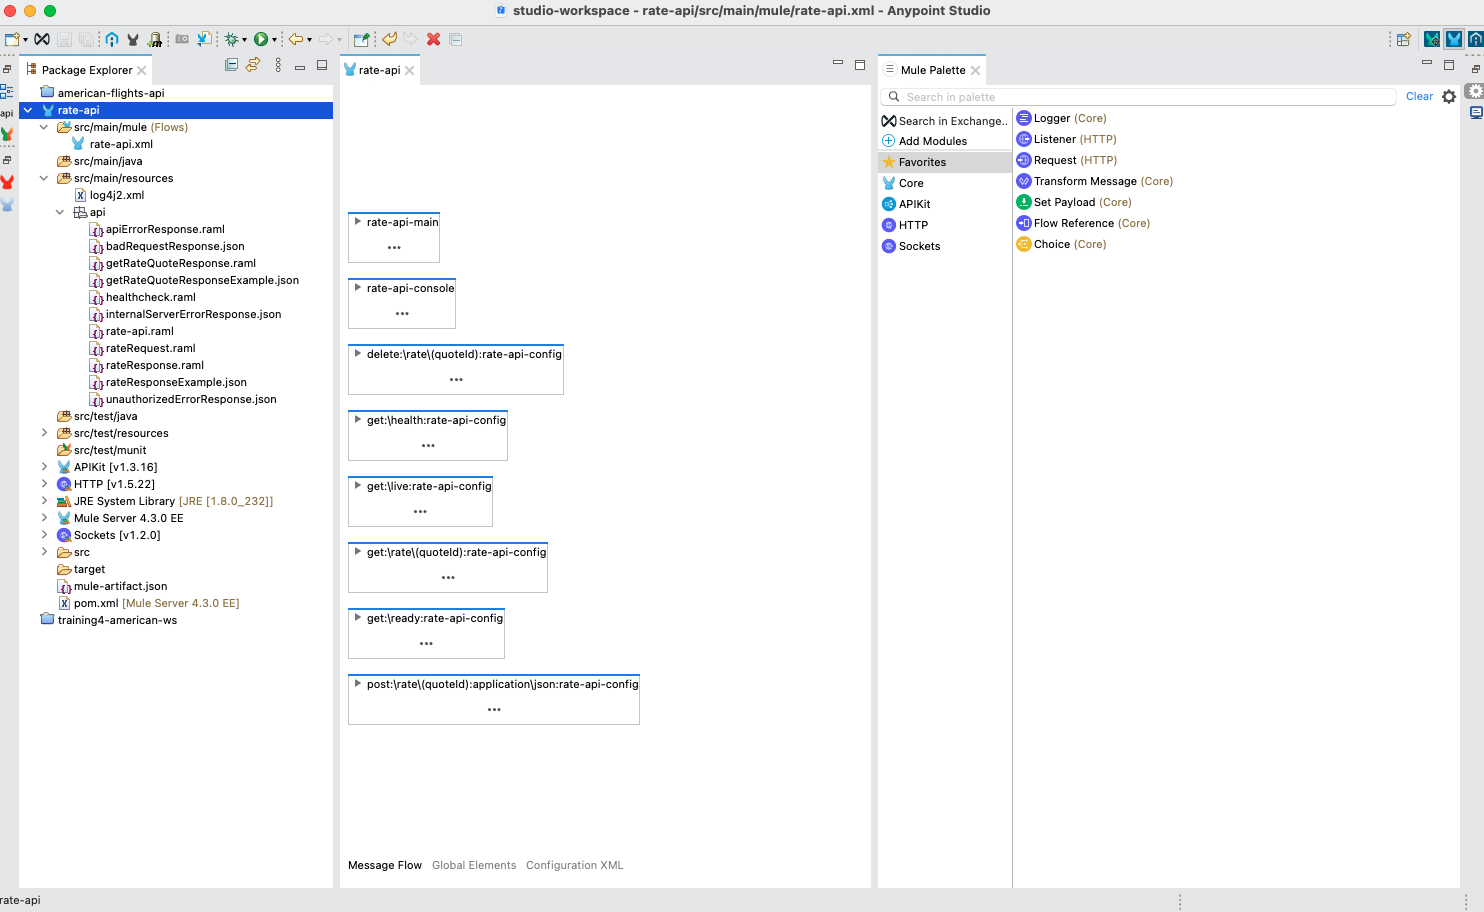 studio-workspace - rate-api/src/main/mule/rate-api.xml - Anypoint Studio
Package Explorer
american-flights-api
rate-api
src/main/mule (Flows)
rate-api.xml
src/main/java
src/main/resources
log4j2.xml
api
apiErrorResponse.raml
badRequestResponse.json
getRateQuoteResponse.raml
getRateQuoteResponseExample.json
healthcheck.raml
internalServerErrorResponse.json
rate-api.raml
rateRequest.raml
rateResponse.raml
rateResponseExample.json
unauthorizedErrorResponse.json
src/test/java
src/test/resources
src/test/munit
APIKit [v1.3.16]
HTTP [v1.5.22]
JRE System Library [JRE [1.8.0_232]]
Mule Server 4.3.0 EE
Sockets [v1.2.0]
src
target
mule-artifact.json
pom.xml [Mule Server 4.3.0 EE]
training4-american-ws
api
rate-api
rate-api-main
...
rate-api-console
...
delete:\rate\(quoteId):rate-api-config
...
get:\health:rate-api-config
...
get:\live:rate-api-config
...
get:\rate\(quoteId):rate-api-config
...
get:\ready:rate-api-config
...
post:\rate\(quoteId):application\json:rate-api-config
...
Message Flow Global Elements Configuration XML
Mule Palette
Search in palette
Clear
Search in Exchange..
Add Modules
Favorites
Core
APIKit
HTTP
Sockets
Logger (Core)
Listener (HTTP)
Request (HTTP)
Transform Message (Core)
Set Payload (Core)
Flow Reference (Core)
Choice (Core)
rate-api